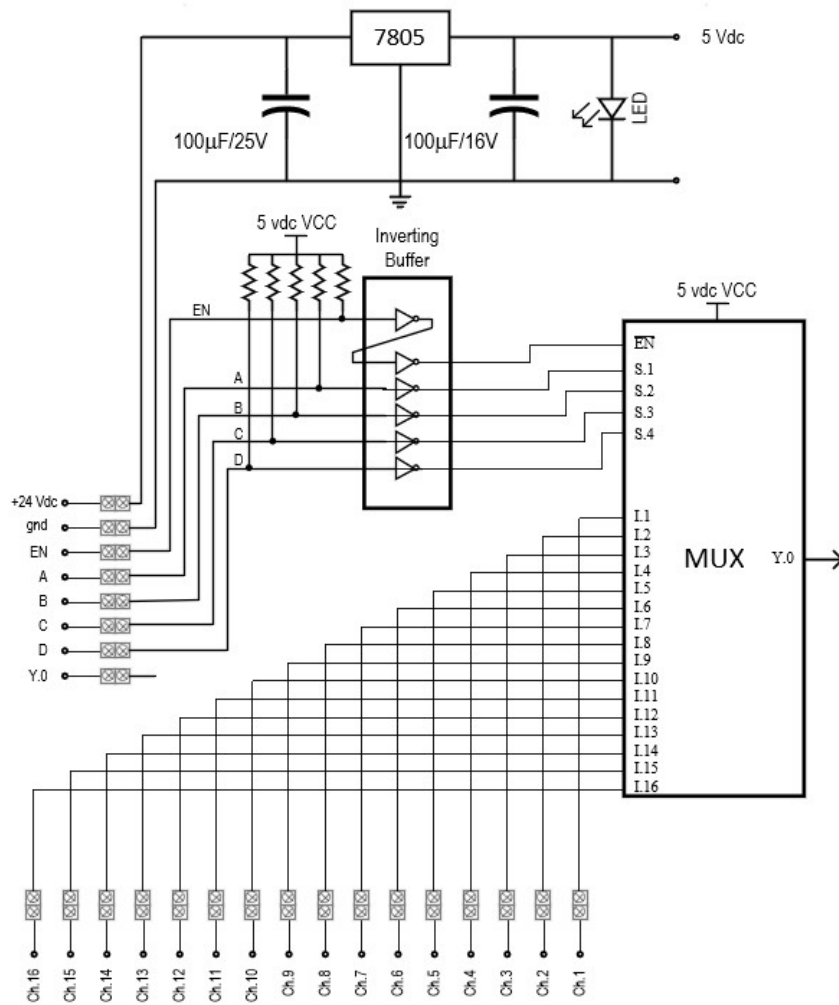 7805
5 Vdc
100µF/25V
100µF/16V
LED
5 vdc VCC
Inverting
Buffer
5 vdc VCC
EN
A
B
C
D
EN
S.1
S.2
S.3
S.4
+24 Vdc
gnd
EN
A
B
C
D
Y.0
I.1
I.2
I.3
I.4
I.5
I.6
I.7
I.8
I.9
I.10
I.11
I.12
I.13
I.14
I.15
I.16
MUX
Y.0
Ch.16
Ch.15
Ch.14
Ch.13
Ch.12
Ch.11
Ch.10
Ch.9
Ch.8
Ch.7
Ch.6
Ch.5
Ch.4
Ch.3
Ch.2
Ch.1